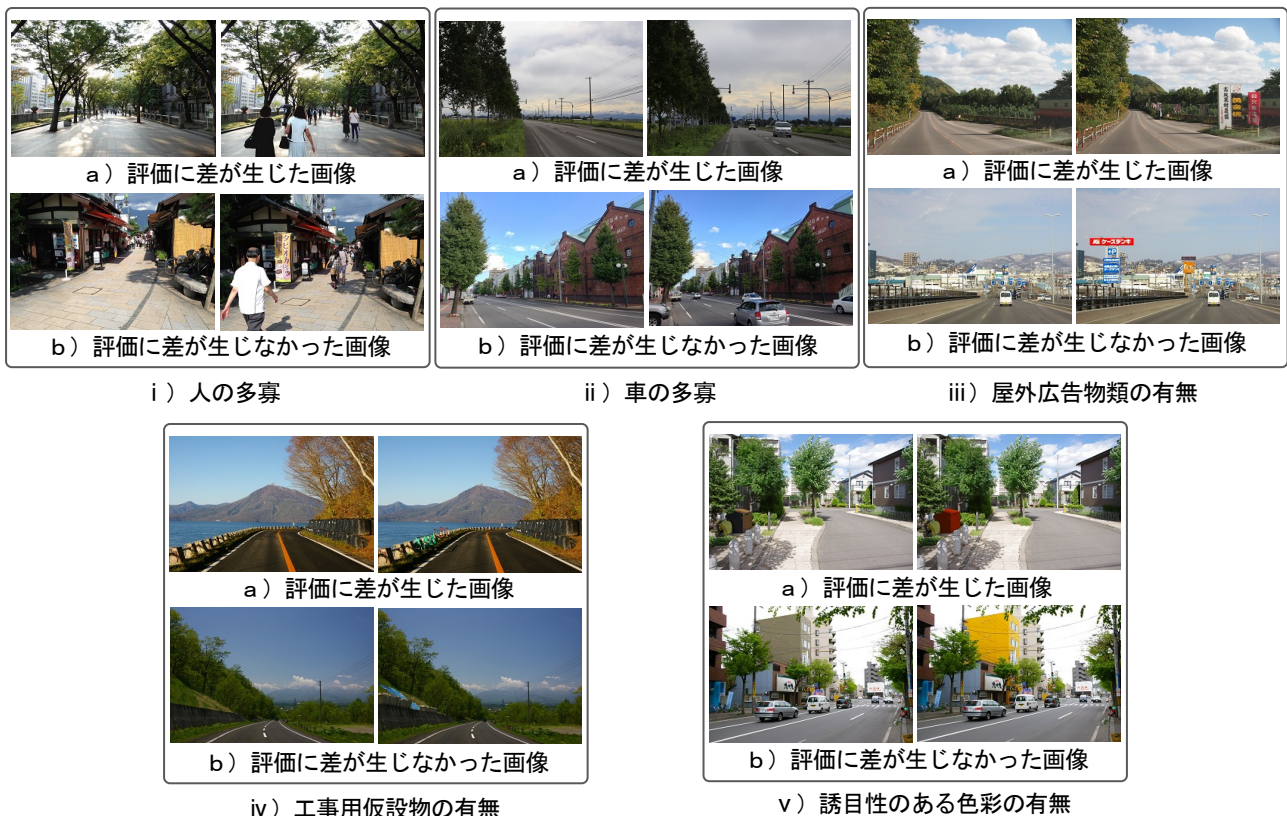 a）評価に差が生じた画像
a）評価に差が生じた画像
a）評価に差が生じた画像
b）評価に差が生じなかった画像
b）評価に差が生じなかった画像
ケーズデンキ
b）評価に差が生じなかった画像
ⅰ）人の多寡
ⅱ）車の多寡
ⅲ）屋外広告物類の有無
a）評価に差が生じた画像
a）評価に差が生じた画像
b）評価に差が生じなかった画像
b）評価に差が生じなかった画像
ⅳ）工事用仮設物の有無
ⅴ）誘目性のある色彩の有無